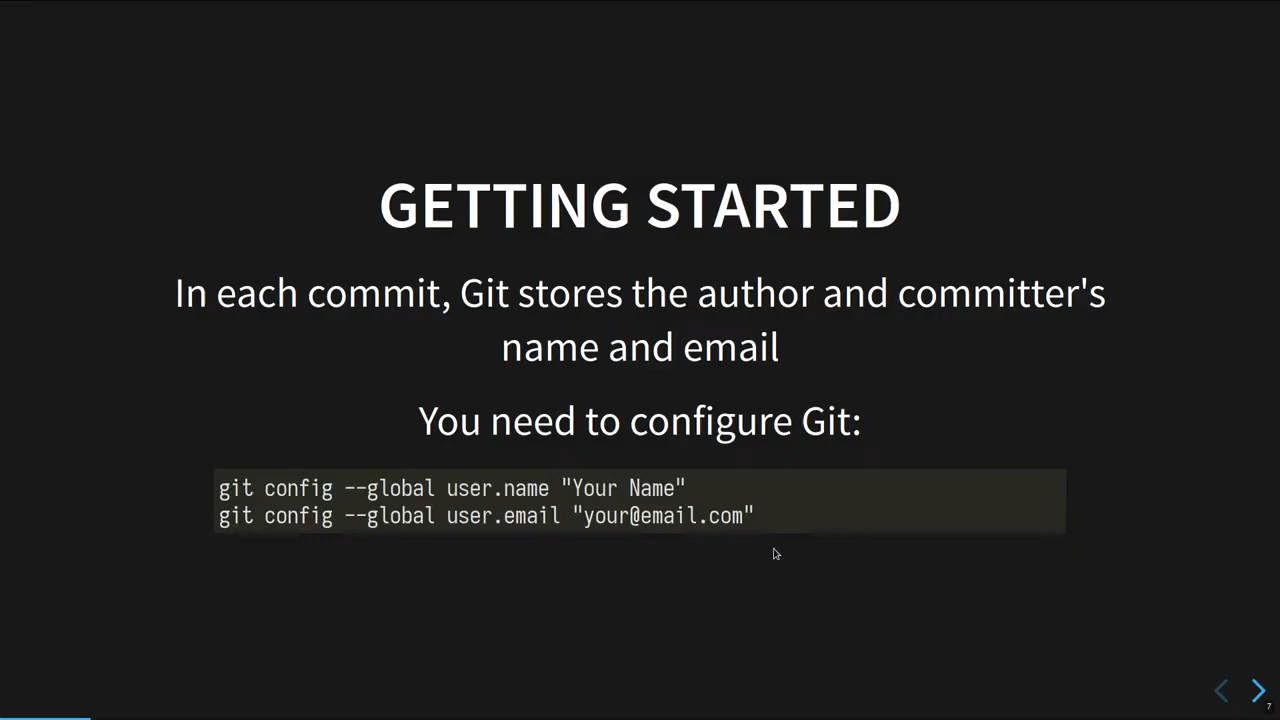 GETTING STARTED
In each commit, Git stores the author and committer's
name and email
You need to configure Git:
git config --global user.name "Your Name"
git config --global user.email "your@email.com"
7